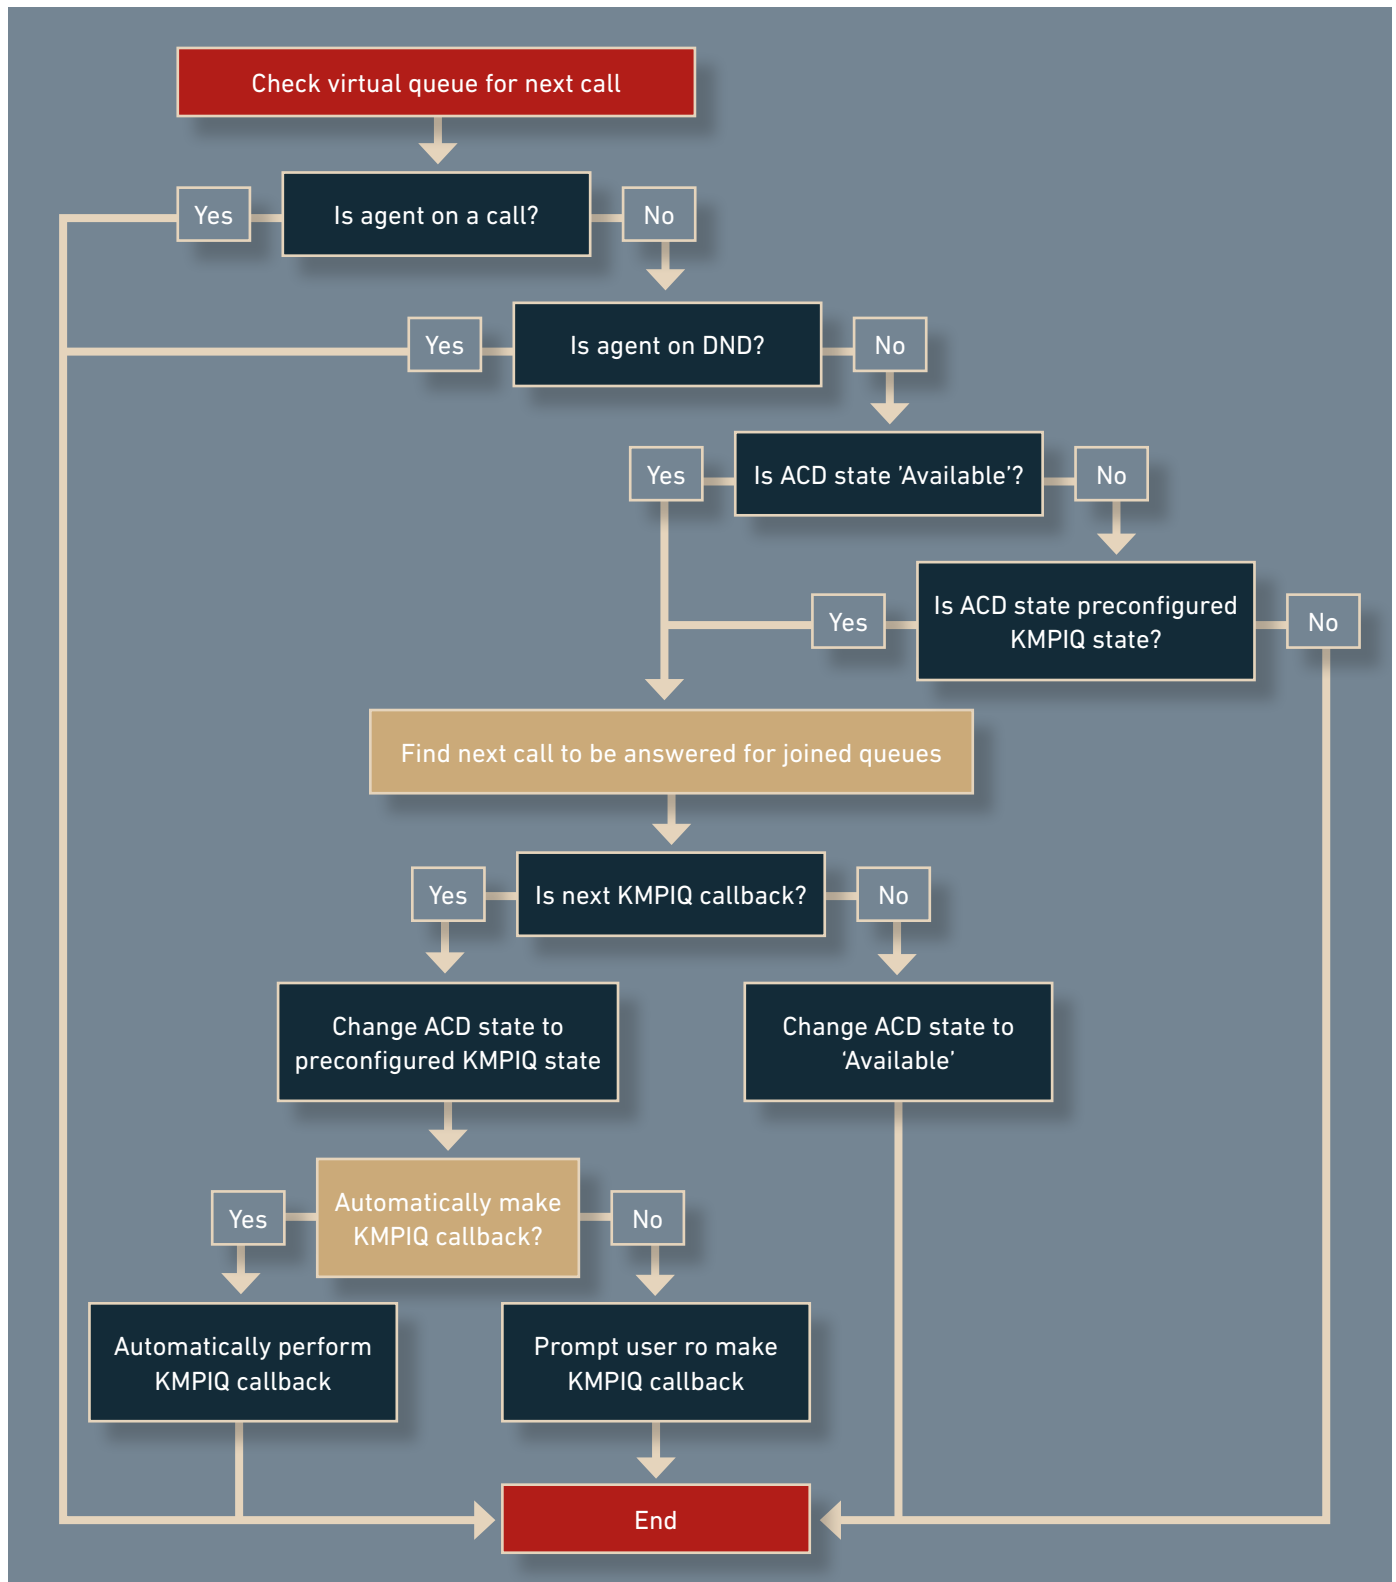 Check virtual queue for next call
Yes
Is agent on a call?
No
Yes
Is agent on DND?
No
Yes
Is ACD state ’Available’?
No
Yes
Is ACD state preconfigured
KMPIQ state?
No
Find next call to be answered for joined queues
Yes
Is next KMPIQ callback?
No
Change ACD state to
preconfigured KMPIQ state
Change ACD state to
‘Available’
Yes
Automatically make
KMPIQ callback?
No
Automatically perform
KMPIQ callback
Prompt user ro make
KMPIQ callback
End